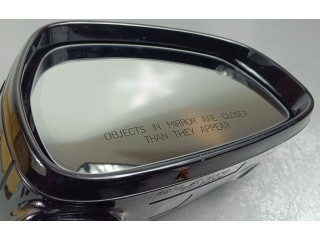 OBJECTS IN MIRROR ARE CLOSER
THAN THEY APPEAR